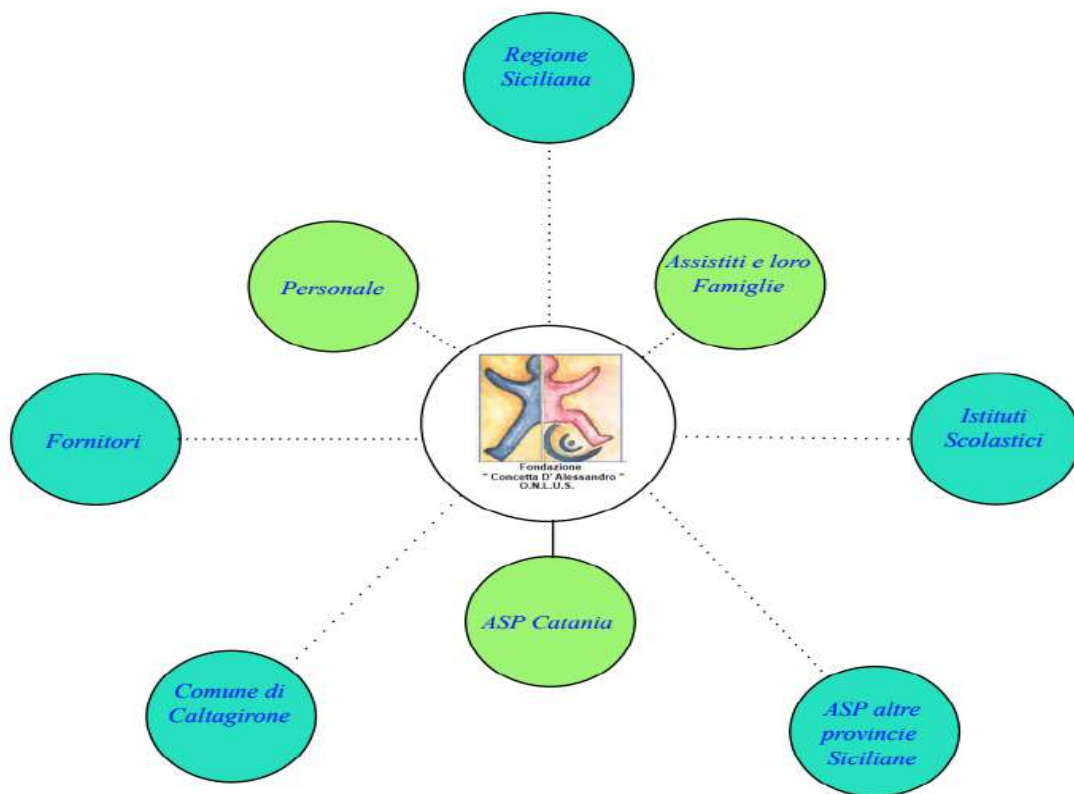 Regione
Siciliana
Personale
Assistiti e loro
Famiglie
Fornitori
Fondazione
" Concetta D' Alessandro "
O.N.L.U.S.
Istituti
Scolastici
ASP Catania
Comune di
Caltagirone
ASP altre
provincie
Siciliane